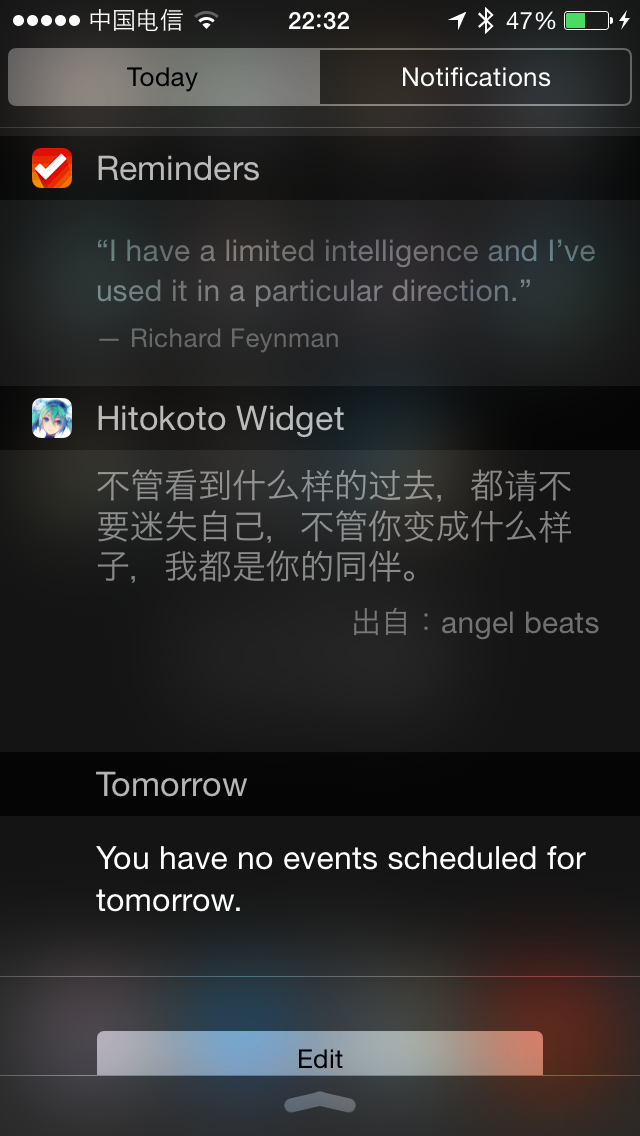 中国电信 22:32 47%
Today Notifications
Reminders
“I have a limited intelligence and I’ve
used it in a particular direction.”
— Richard Feynman
Hitokoto Widget
不管看到什么样的过去，都请不
要迷失自己，不管你变成什么样
子，我都是你的同伴。
出自：angel beats
Tomorrow
You have no events scheduled for
tomorrow.
Edit